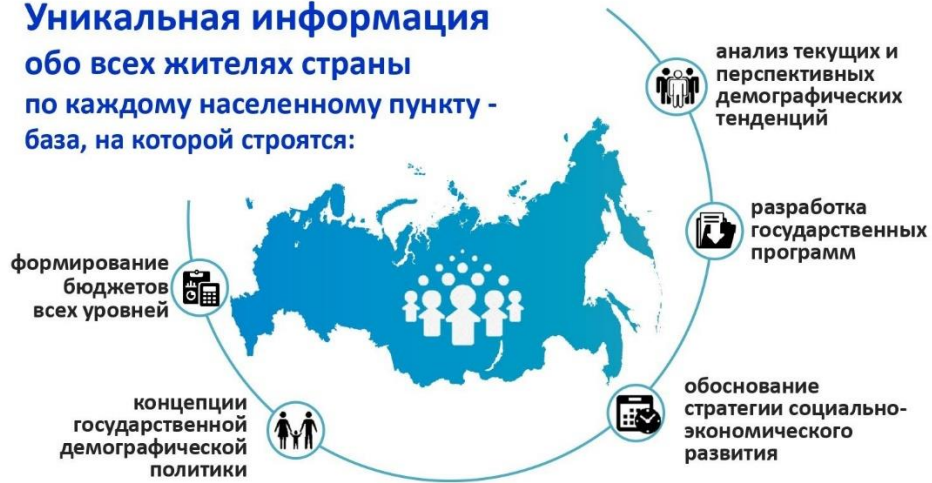 Уникальная информация
обо всех жителях страны
по каждому населенному пункту -
база, на которой строятся:
анализ текущих и
перспективных
демографических
тенденций
разработка
государственных
программ
обоснование
стратегии социально-
экономического
развития
концепции
государственной
демографической
политики
формирование
бюджетов
всех уровней